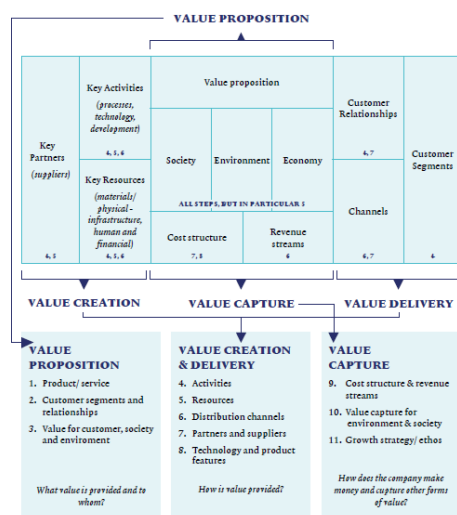 VALUE PROPOSITION
Key
Partners
(suppliers)
4, 5
Key Activities
(processes,
technology,
development)
4, 5, 6
Key Resources
(materials/
physical -
infrastructure,
human and
financial)
4, 5, 6
Value proposition
Society
Environment
Economy
ALL STEPS, BUT IN PARTICULAR 5
Cost structure
7, 8
Revenue
streams
6
Customer
Relationships
6, 7
Channels
6, 7
Customer
Segments
4
VALUE CREATION
VALUE CAPTURE
VALUE DELIVERY
VALUE
PROPOSITION
1. Product/ service
2. Customer segments and
relationships
3. Value for customer, society
and enviroment
What value is provided and to
whom?
VALUE CREATION
& DELIVERY
4. Activities
5. Resources
6. Distribution channels
7. Partners and suppliers
8. Technology and product
features
How is value provided?
VALUE
CAPTURE
9. Cost structure & revenue
streams
10. Value capture for
environment & society
11. Growth strategy/ ethos
How does the company make
money and capture other forms
of value?